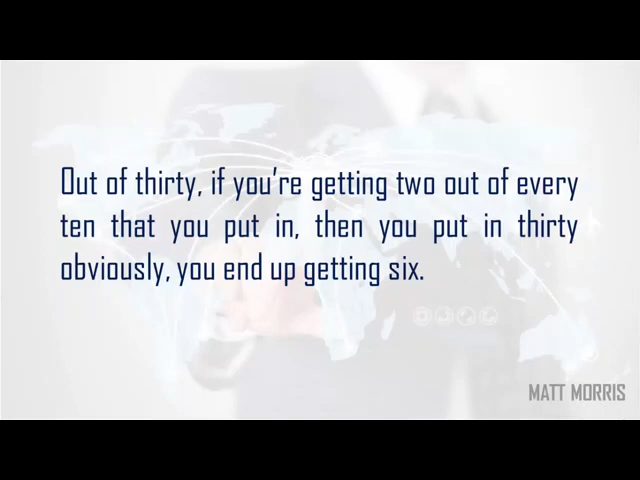 Out of thirty, if you're getting two out of every
ten that you put in, then you put in thirty
obviously, you end up getting six.
MATT MORRIS